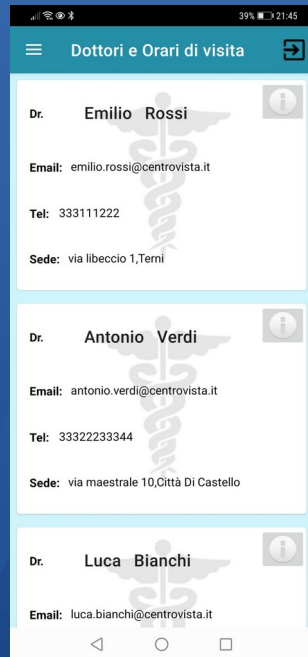 39% 21:45
Dottori e Orari di visita
Dr. Emilio Rossi
Email: emilio.rossi@centrovista.it
Tel: 333111222
Sede: via libeccio 1,Terni
Dr. Antonio Verdi
Email: antonio.verdi@centrovista.it
Tel: 33322233344
Sede: via maestrale 10,Città Di Castello
Dr. Luca Bianchi
Email: luca.bianchi@centrovista.it